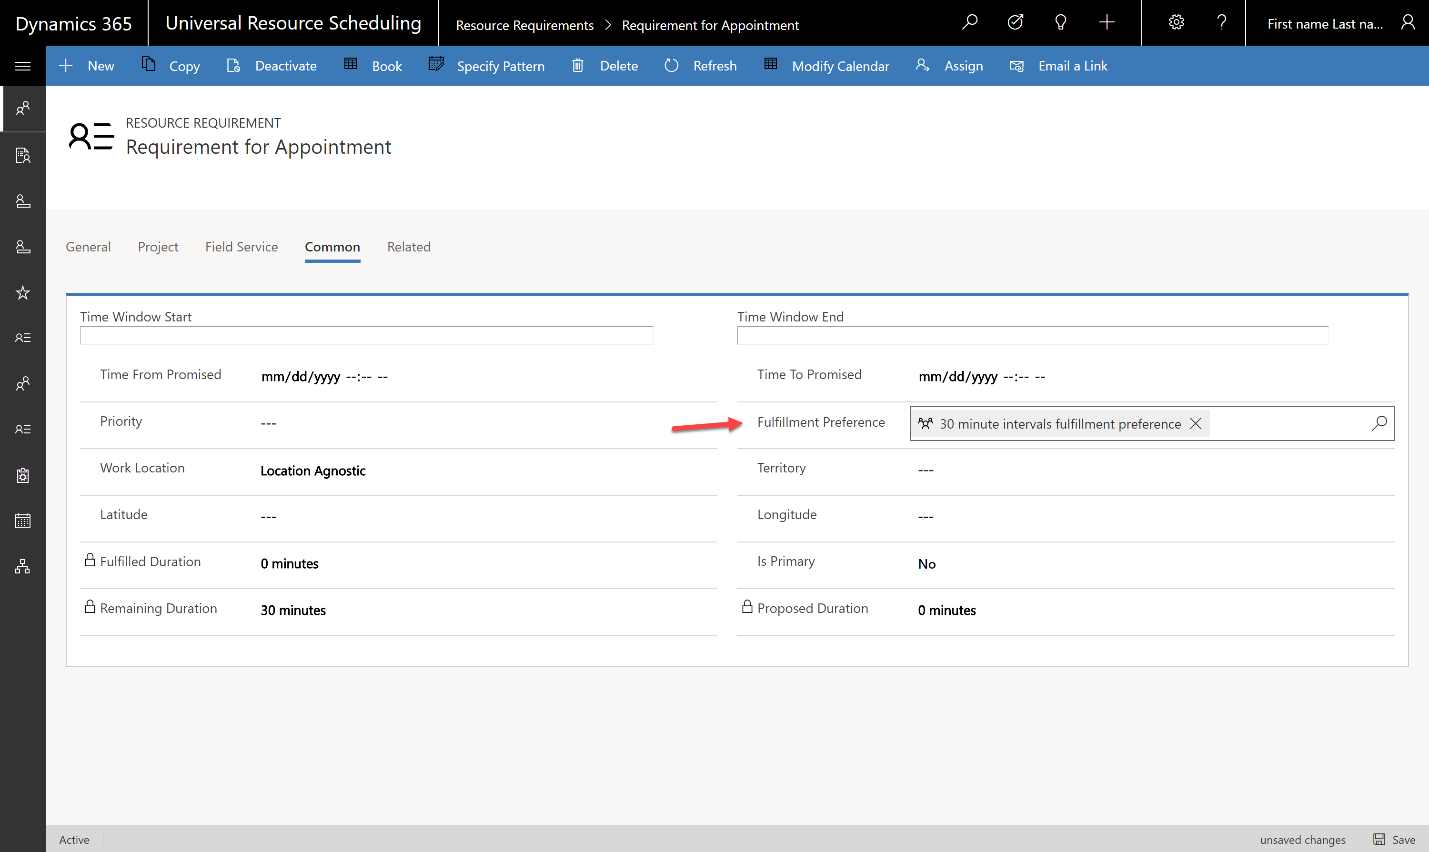 Dynamics 365
Universal Resource Scheduling
Resource Requirements > Requirement for Appointment
First name Last na...
New
Copy
Deactivate
Book
Specify Pattern
Delete
Refresh
Modify Calendar
Assign
Email a Link
RESOURCE REQUIREMENT
Requirement for Appointment
General
Project
Field Service
Common
Related
Time Window Start
Time Window End
Time From Promised
mm/dd/yyyy --:-- --
Time To Promised
mm/dd/yyyy --:-- --
Priority
---
Fulfillment Preference
30 minute intervals fulfillment preference
Work Location
Location Agnostic
Territory
---
Latitude
---
Longitude
---
Fulfilled Duration
0 minutes
Is Primary
No
Remaining Duration
30 minutes
Proposed Duration
0 minutes
Active
unsaved changes
Save